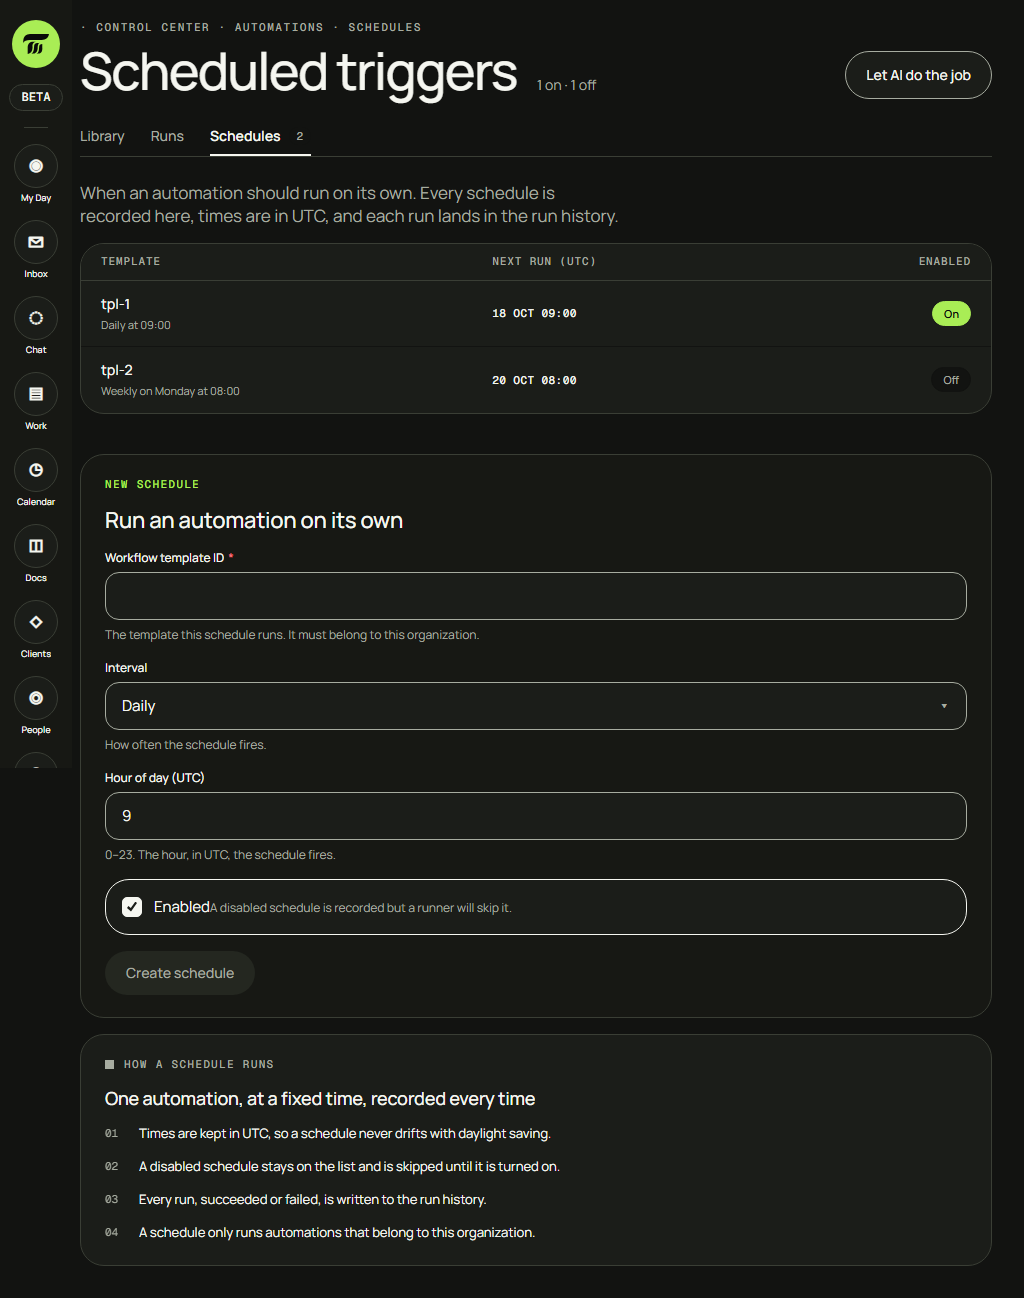 · CONTROL CENTER · AUTOMATIONS · SCHEDULES
Scheduled triggers
1 on · 1 off
Let AI do the job
BETA
My Day
Inbox
Chat
Work
Calendar
Docs
Clients
People
Library
Runs
Schedules 2
When an automation should run on its own. Every schedule is
recorded here, times are in UTC, and each run lands in the run history.
TEMPLATE
NEXT RUN (UTC)
ENABLED
tpl-1
Daily at 09:00
18 OCT 09:00
On
tpl-2
Weekly on Monday at 08:00
20 OCT 08:00
Off
NEW SCHEDULE
Run an automation on its own
Workflow template ID *
The template this schedule runs. It must belong to this organization.
Interval
Daily
How often the schedule fires.
Hour of day (UTC)
9
0–23. The hour, in UTC, the schedule fires.
EnabledA disabled schedule is recorded but a runner will skip it.
Create schedule
HOW A SCHEDULE RUNS
One automation, at a fixed time, recorded every time
01 Times are kept in UTC, so a schedule never drifts with daylight saving.
02 A disabled schedule stays on the list and is skipped until it is turned on.
03 Every run, succeeded or failed, is written to the run history.
04 A schedule only runs automations that belong to this organization.